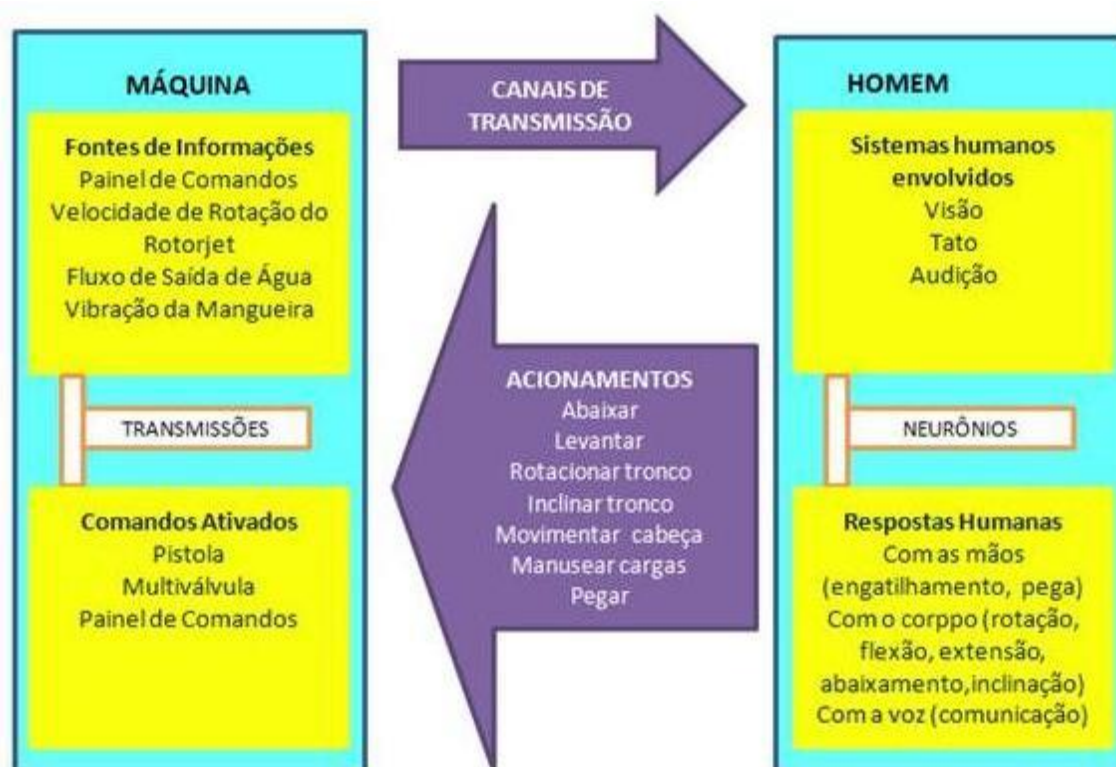 MÁQUINA
Fontes de Informações
Painel de Comandos
Velocidade de Rotação do
Rotorjet
Fluxo de Saída de Água
Vibração da Mangueira
TRANSMISSÕES
Comandos Ativados
Pistola
Multiválvula
Painel de Comandos
CANAIS DE
TRANSMISSÃO
ACIONAMENTOS
Abaixar
Levantar
Rotacionar tronco
Inclinar tronco
Movimentar cabeça
Manusear cargas
Pegar
HOMEM
Sistemas humanos
envolvidos
Visão
Tato
Audição
NEURÔNIOS
Respostas Humanas
Com as mãos
(engatilhamento, pega)
Com o corppo (rotação,
flexão, extensão,
abaixamento,inclinação)
Com a voz (comunicação)